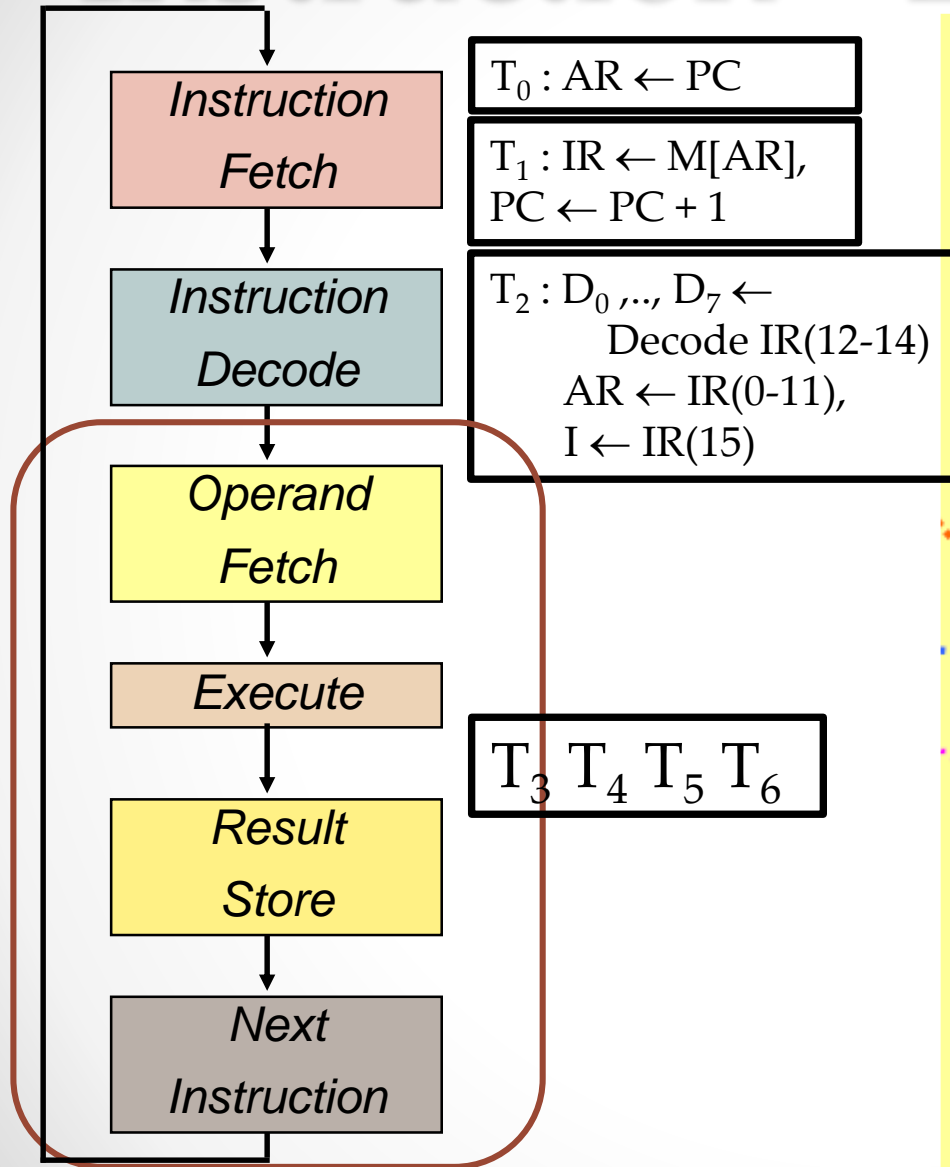 Instruction
Fetch
T₀ : AR ← PC
T₁ : IR ← M[AR],
PC ← PC + 1
Instruction
Decode
T₂ : D₀ ,.., D₇ ←
Decode IR(12-14)
AR ← IR(0-11),
I ← IR(15)
Operand
Fetch
Execute
T₃ T₄ T₅ T₆
Result
Store
Next
Instruction